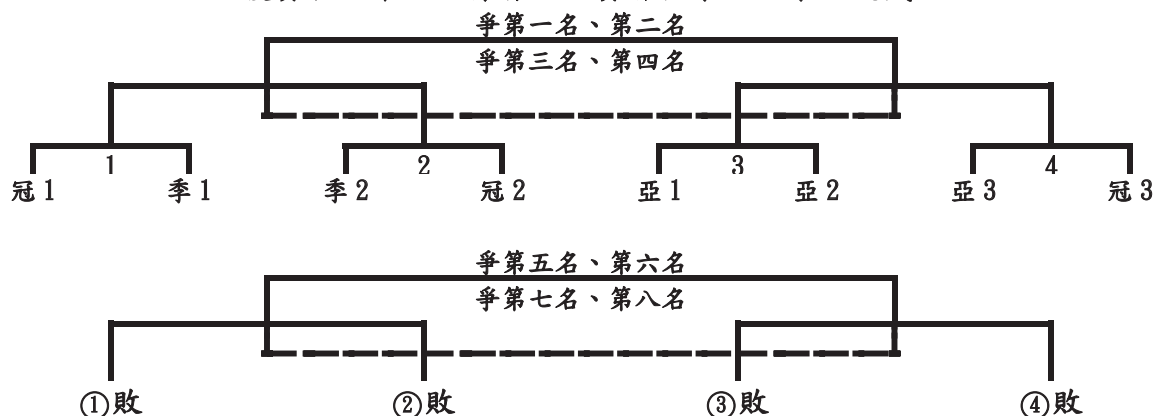 爭第一名、第二名
爭第三名、第四名
1 2 3 4
冠1 季1 季2 冠2 亞1 亞2 亞3 冠3
爭第五名、第六名
爭第七名、第八名
①敗 ②敗 ③敗 ④敗